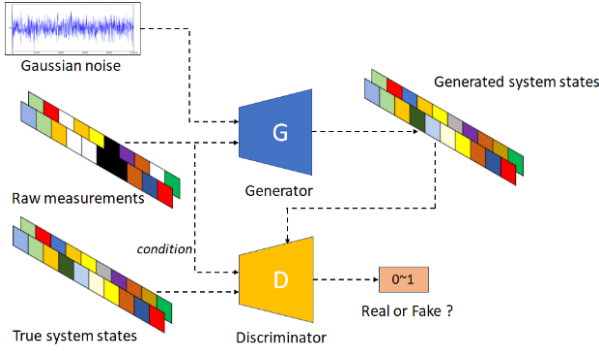 Gaussian noise
Generated system states
G
Generator
Raw measurements
condition
D
0~1
Real or Fake ?
True system states
Discriminator